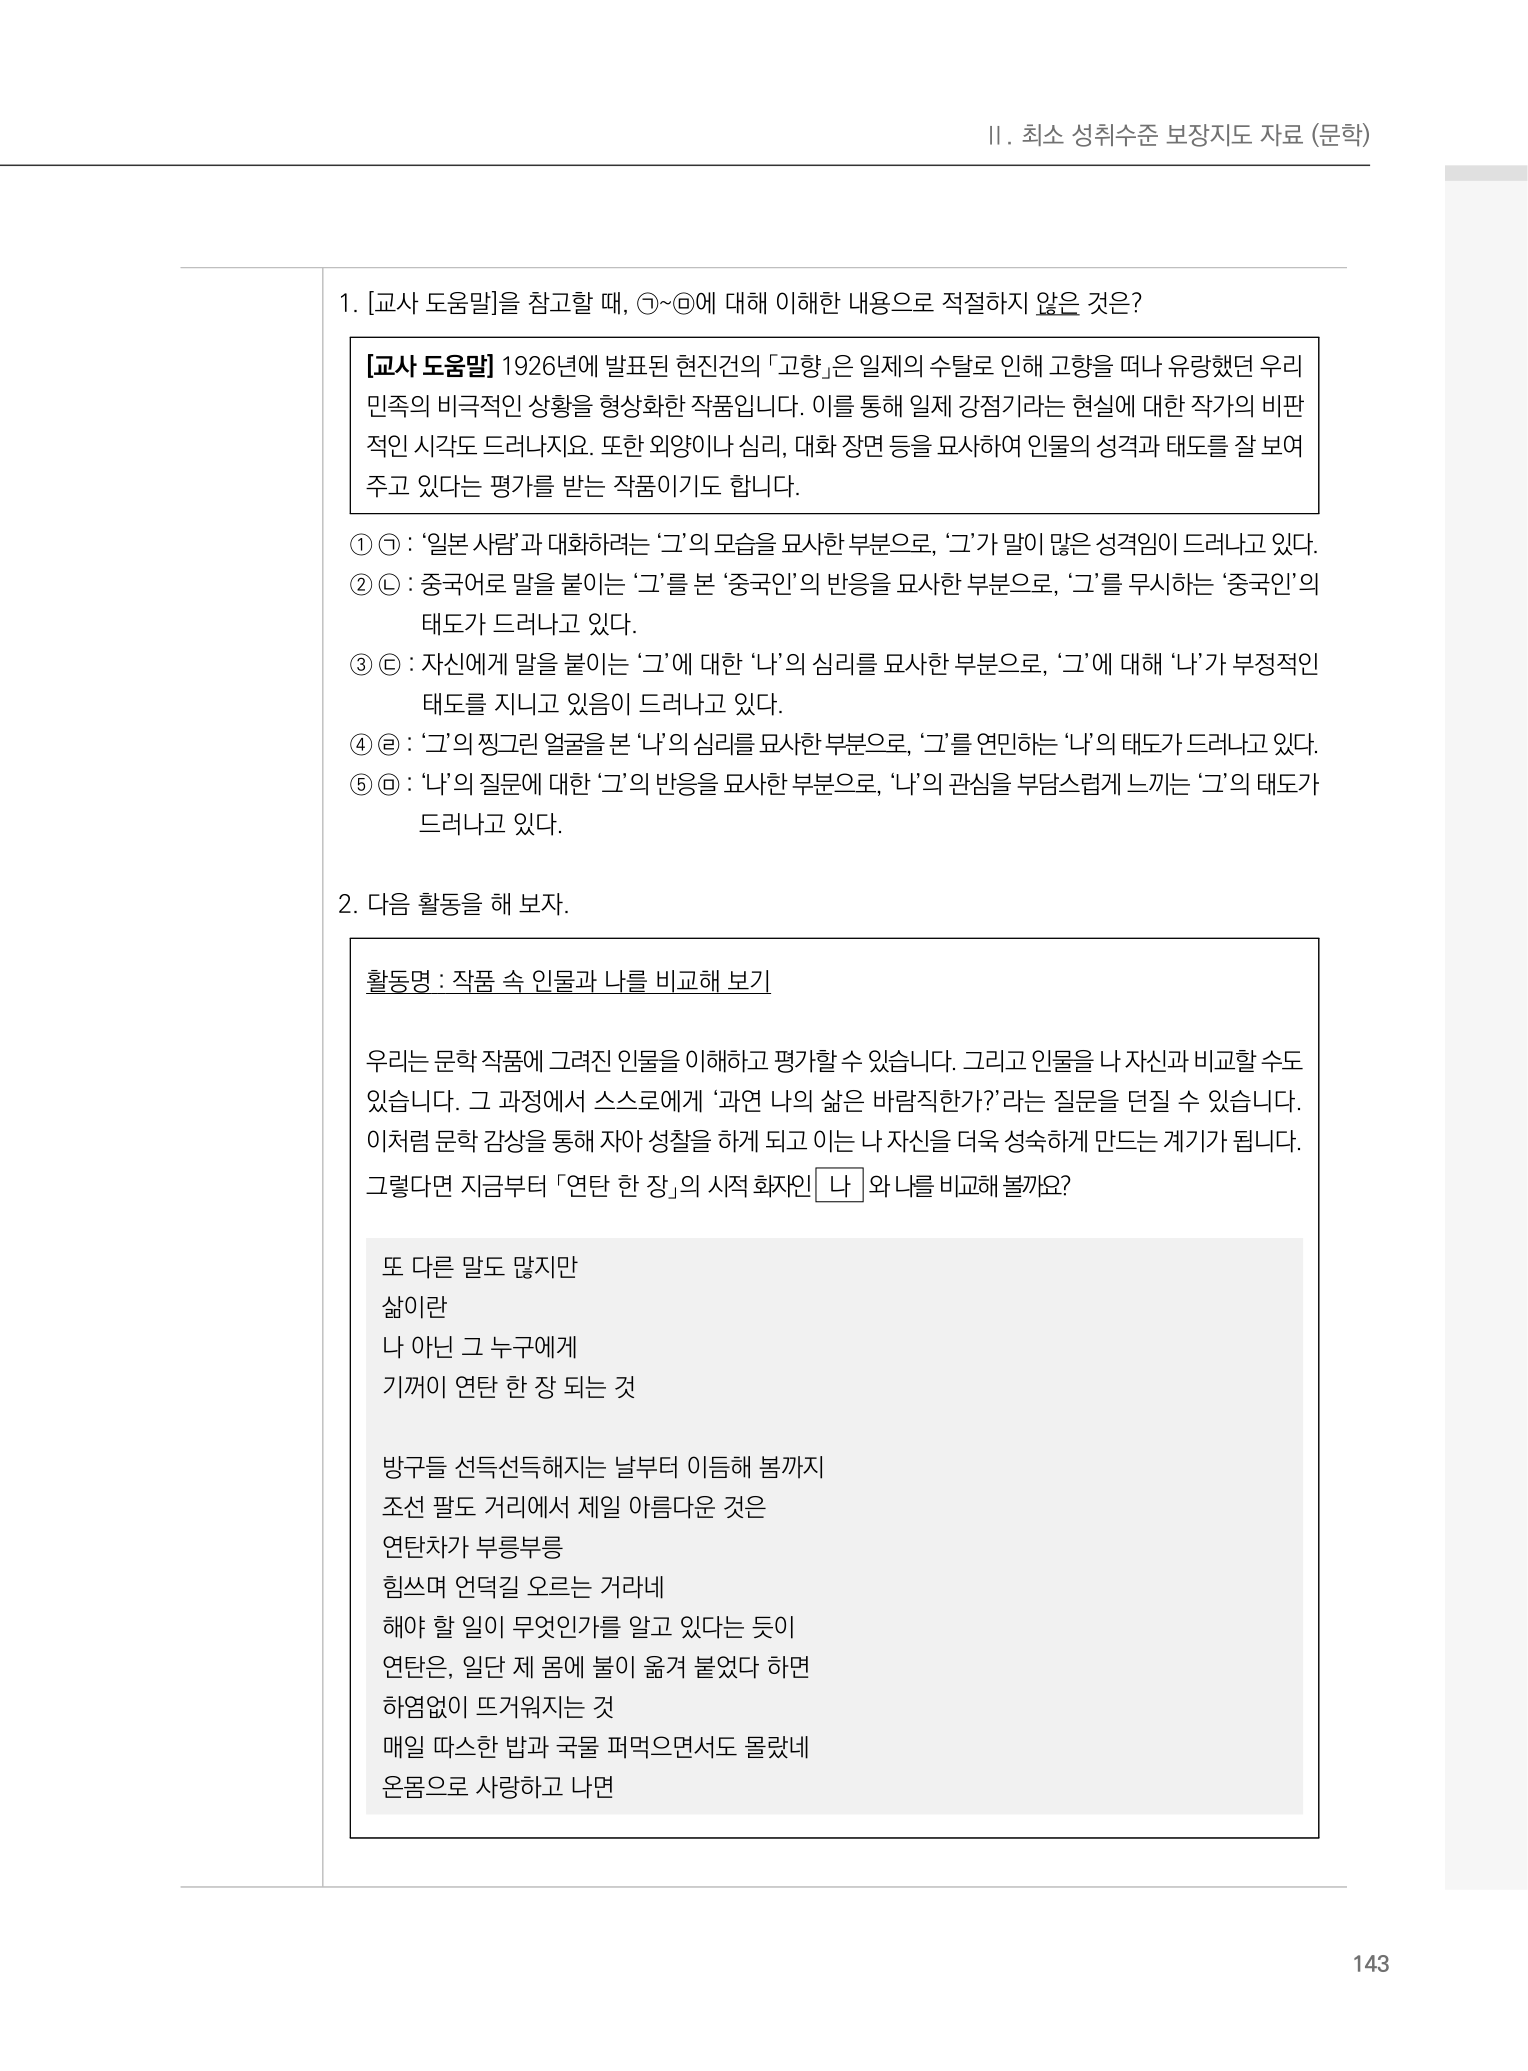 Ⅱ. 최소 성취수준 보장지도 자료 (문학)
1. [교사 도움말]을 참고할 때, ㉠~㉤에 대해 이해한 내용으로 적절하지 않은 것은?
[교사 도움말] 1926년에 발표된 현진건의 「고향」은 일제의 수탈로 인해 고향을 떠나 유랑했던 우리
민족의 비극적인 상황을 형상화한 작품입니다. 이를 통해 일제 강점기라는 현실에 대한 작가의 비판
적인 시각도 드러나지요. 또한 외양이나 심리, 대화 장면 등을 묘사하여 인물의 성격과 태도를 잘 보여
주고 있다는 평가를 받는 작품이기도 합니다.
① ㉠ : ‘일본 사람’과 대화하려는 ‘그’의 모습을 묘사한 부분으로, ‘그’가 말이 많은 성격임이 드러나고 있다.
② ㉡ : 중국어로 말을 붙이는 ‘그’를 본 ‘중국인’의 반응을 묘사한 부분으로, ‘그’를 무시하는 ‘중국인’의
태도가 드러나고 있다.
③ ㉢ : 자신에게 말을 붙이는 ‘그’에 대한 ‘나’의 심리를 묘사한 부분으로, ‘그’에 대해 ‘나’가 부정적인
태도를 지니고 있음이 드러나고 있다.
④ ㉣ : ‘그’의 찡그린 얼굴을 본 ‘나’의 심리를 묘사한 부분으로, ‘그’를 연민하는 ‘나’의 태도가 드러나고 있다.
⑤ ㉤ : ‘나’의 질문에 대한 ‘그’의 반응을 묘사한 부분으로, ‘나’의 관심을 부담스럽게 느끼는 ‘그’의 태도가
드러나고 있다.
2. 다음 활동을 해 보자.
활동명 : 작품 속 인물과 나를 비교해 보기
우리는 문학 작품에 그려진 인물을 이해하고 평가할 수 있습니다. 그리고 인물을 나 자신과 비교할 수도
있습니다. 그 과정에서 스스로에게 ‘과연 나의 삶은 바람직한가?’라는 질문을 던질 수 있습니다.
이처럼 문학 감상을 통해 자아 성찰을 하게 되고 이는 나 자신을 더욱 성숙하게 만드는 계기가 됩니다.
그렇다면 지금부터 「연탄 한 장」의 시적 화자인 나 와 나를 비교해 볼까요?
또 다른 말도 많지만
삶이란
나 아닌 그 누구에게
기꺼이 연탄 한 장 되는 것
방구들 선득선득해지는 날부터 이듬해 봄까지
조선 팔도 거리에서 제일 아름다운 것은
연탄차가 부릉부릉
힘쓰며 언덕길 오르는 거라네
해야 할 일이 무엇인가를 알고 있다는 듯이
연탄은, 일단 제 몸에 불이 옮겨 붙었다 하면
하염없이 뜨거워지는 것
매일 따스한 밥과 국물 퍼먹으면서도 몰랐네
온몸으로 사랑하고 나면
143